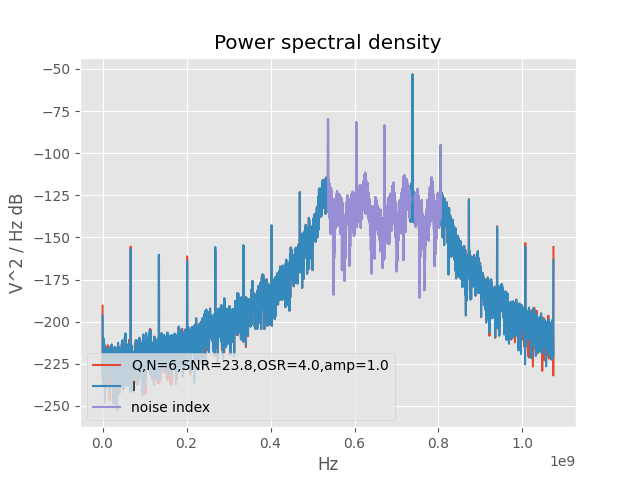 Power spectral density
V^2 / Hz dB
−50
−75
−100
−125
−150
−175
−200
−225
−250
Q,N=6,SNR=23.8,OSR=4.0,amp=1.0
I
noise index
0.0 0.2 0.4 0.6 0.8 1.0
1e9
Hz